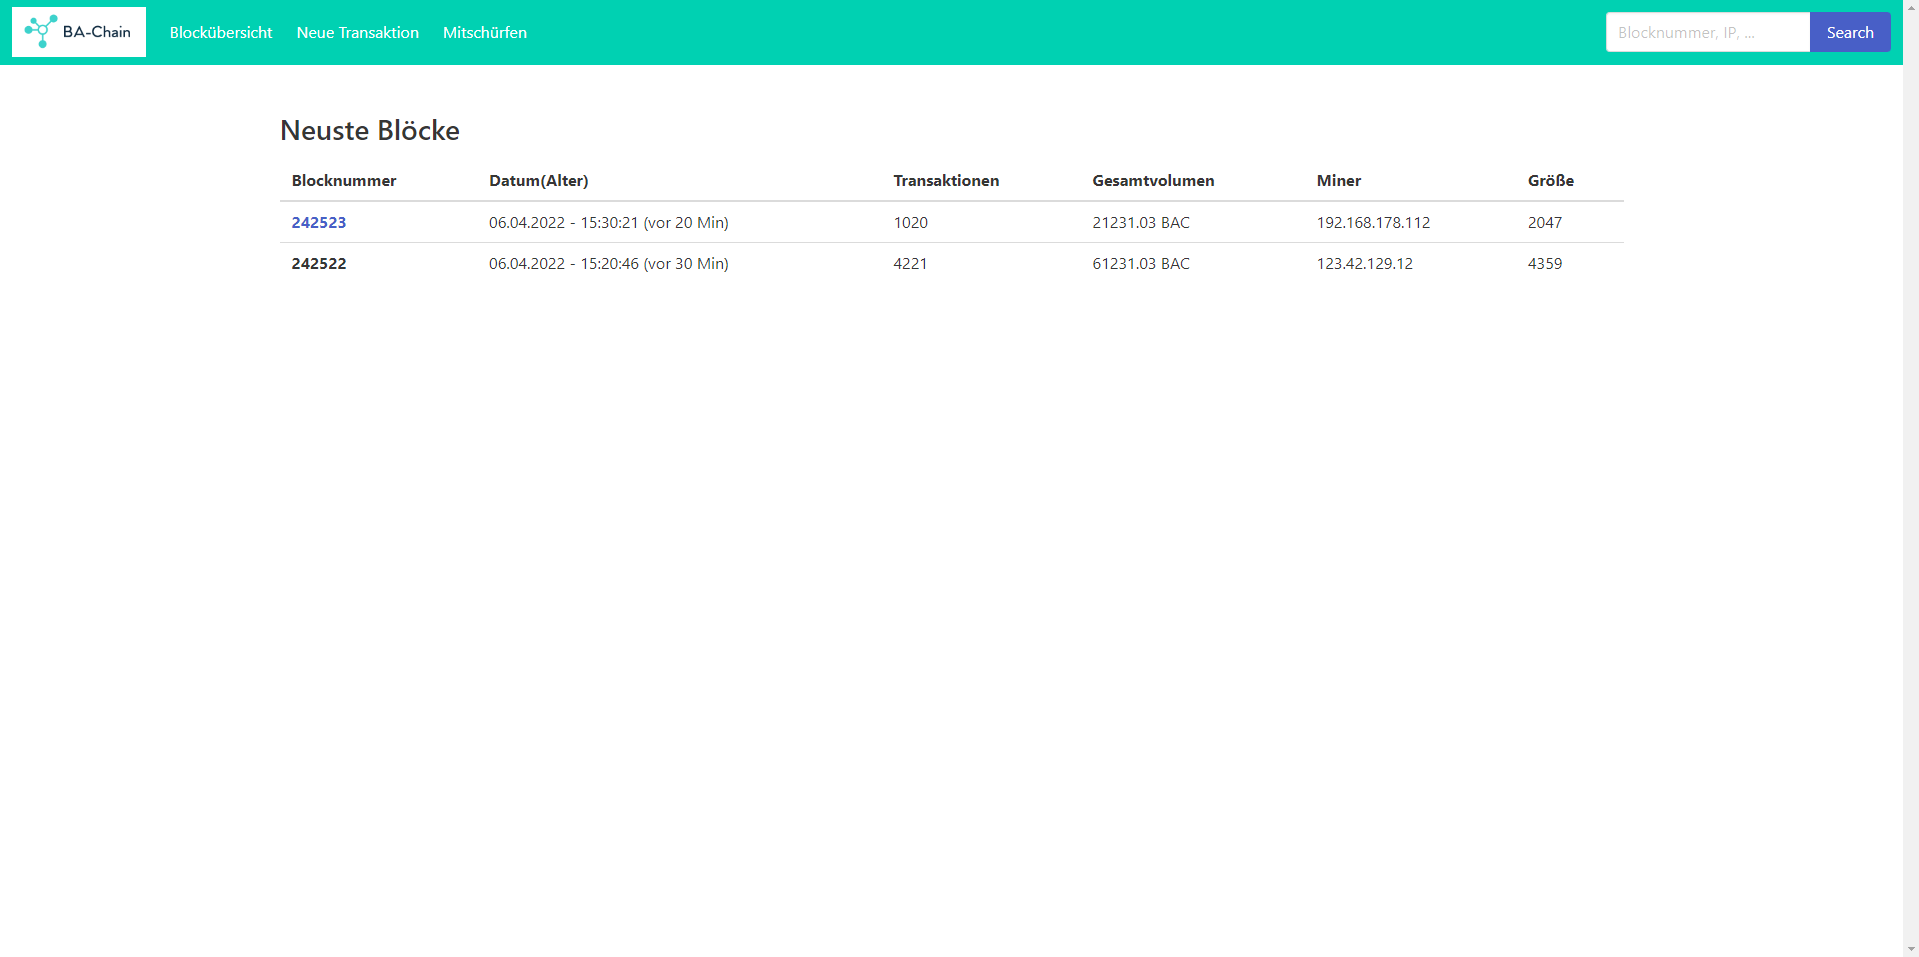 BA-Chain Blockübersicht Neue Transaktion Mitschürfen Blocknummer, IP, ... Search
Neuste Blöcke
Blocknummer Datum(Alter) Transaktionen Gesamtvolumen Miner Größe
242523 06.04.2022 - 15:30:21 (vor 20 Min) 1020 21231.03 BAC 192.168.178.112 2047
242522 06.04.2022 - 15:20:46 (vor 30 Min) 4221 61231.03 BAC 123.42.129.12 4359